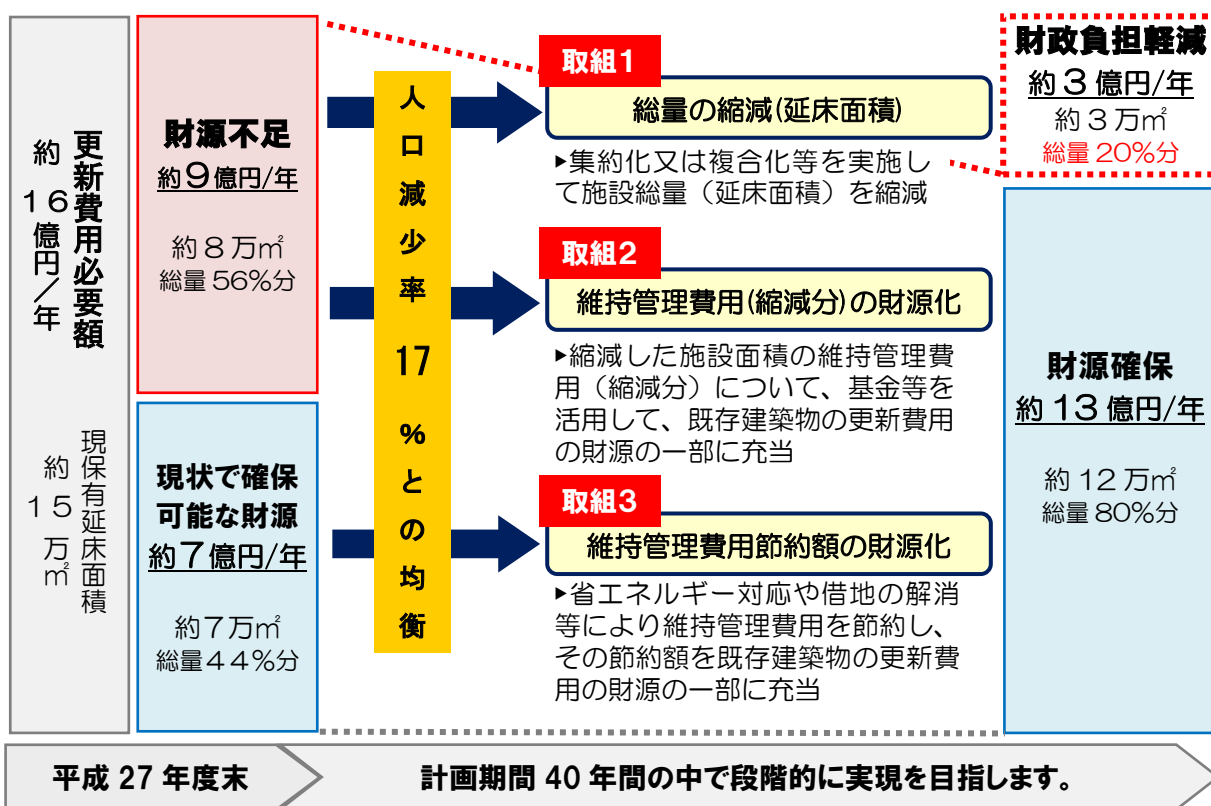 更新費用必要額
約16億円/年
現保有延床面積
約15万㎡
財源不足
約9億円/年
約8万㎡
総量56%分
現状で確保
可能な財源
約7億円/年
約7万㎡
総量44%分
人口減少率17%との均衡
取組1
総量の縮減(延床面積)
▶集約化又は複合化等を実施し
て施設総量（延床面積）を縮減
取組2
維持管理費用(縮減分)の財源化
▶縮減した施設面積の維持管理費
用（縮減分）について、基金等を
活用して、既存建築物の更新費用
の財源の一部に充当
取組3
維持管理費用節約額の財源化
▶省エネルギー対応や借地の解消
等により維持管理費用を節約し、
その節約額を既存建築物の更新費
用の財源の一部に充当
財政負担軽減
約3億円/年
約3万㎡
総量20%分
財源確保
約13億円/年
約12万㎡
総量80%分
平成27年度末
計画期間40年間の中で段階的に実現を目指します。